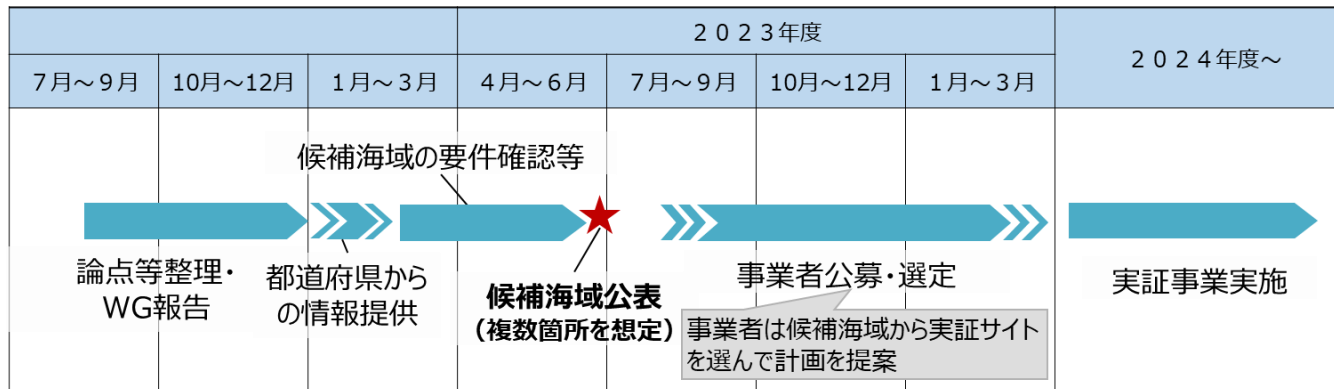 ２０２３年度
２０２４年度～
７月～９月
10月～12月
１月～３月
４月～６月
７月～９月
10月～12月
１月～３月
候補海域の要件確認等
論点等整理・
WG報告
都道府県から
の情報提供
候補海域公表
（複数箇所を想定）
事業者公募・選定
事業者は候補海域から実証サイト
を選んで計画を提案
実証事業実施